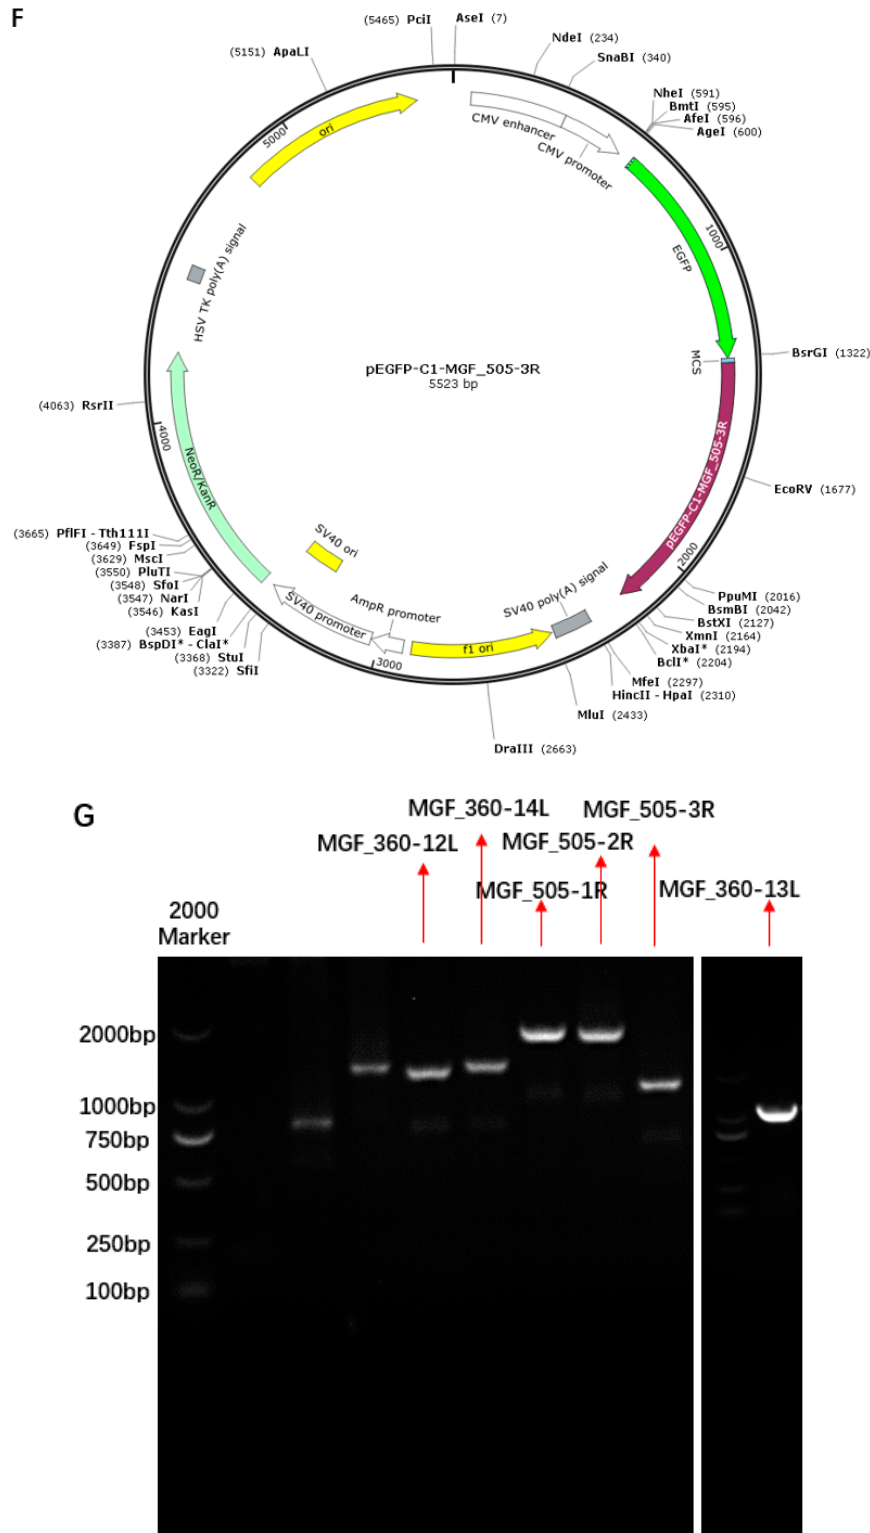 F
(5465) PciI
AseI (7)
(5151) ApaLI
NdeI (234)
SnaBI (340)
NheI (591)
BmtI (595)
AfeI (596)
AgeI (600)
5000
ori
CMV enhancer
CMV promoter
1000
EGFP
HSV TK poly(A) signal
MCS
BsrGI (1322)
pEGFP-C1-MGF_505-3R
5523 bp
(4063) RsrII
4000
NeoR/KanR
pEGFP-C1-MGF_505-3R
EcoRV (1677)
(3665) PflFI - Tth111I
(3649) FspI
(3629) MscI
(3550) PluTI
(3548) SfoI
(3547) NarI
(3546) KasI
(3453) EagI
(3387) BspDI* - ClaI*
(3368) StuI
(3322) SfiI
SV40 ori
SV40 promoter
AmpR promoter
3000
f1 ori
SV40 poly(A) signal
2000
PpuMI (2016)
BsmBI (2042)
BstXI (2127)
XmnI (2164)
XbaI* (2194)
BclI* (2204)
MfeI (2297)
HincII - HpaI (2310)
MluI (2433)
DraIII (2663)
G
MGF_360-14L MGF_505-3R
MGF_360-12L MGF_505-2R
MGF_505-1R MGF_360-13L
2000
Marker
2000bp
1000bp
750bp
500bp
250bp
100bp